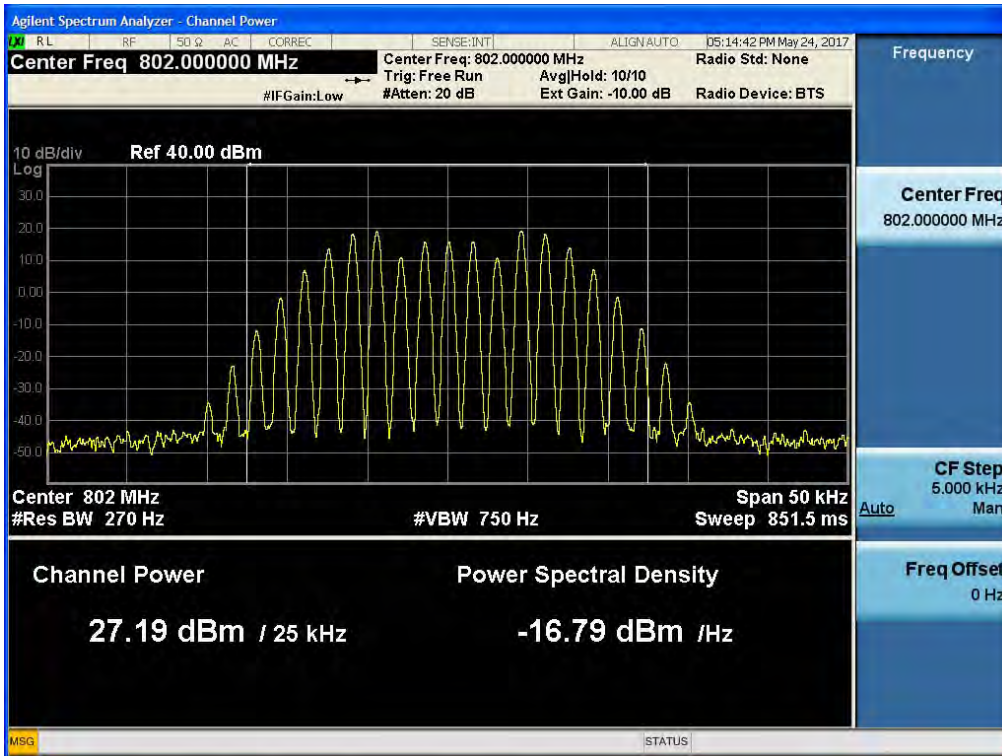 Agilent Spectrum Analyzer - Channel Power
LXI RL RF 50 Ω AC CORREC SENSE:INT ALIGN AUTO 05:14:42 PM May 24, 2017
Center Freq 802.000000 MHz
Center Freq: 802.000000 MHz Radio Std: None
Trig: Free Run Avg|Hold: 10/10
#IFGain:Low #Atten: 20 dB Ext Gain: -10.00 dB Radio Device: BTS
10 dB/div Ref 40.00 dBm
Log
30.0
20.0
10.0
0.00
-10.0
-20.0
-30.0
-40.0
-50.0
Center 802 MHz Span 50 kHz
#Res BW 270 Hz #VBW 750 Hz Sweep 851.5 ms
Channel Power Power Spectral Density
27.19 dBm / 25 kHz -16.79 dBm /Hz
MSG STATUS
Frequency
Center Freq
802.000000 MHz
CF Step
5.000 kHz
Auto Man
Freq Offset
0 Hz